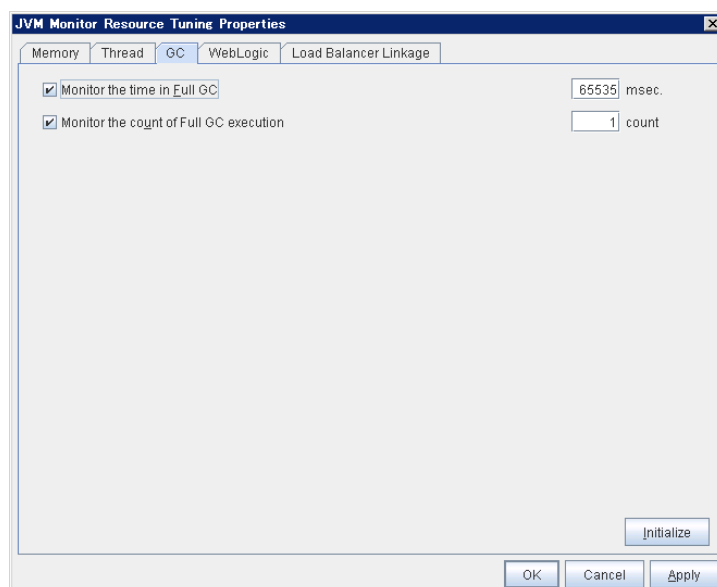 JVM Monitor Resource Tuning Properties
Memory Thread GC WebLogic Load Balancer Linkage
Monitor the time in Full GC 65535 msec.
Monitor the count of Full GC execution 1 count
Initialize
OK Cancel Apply